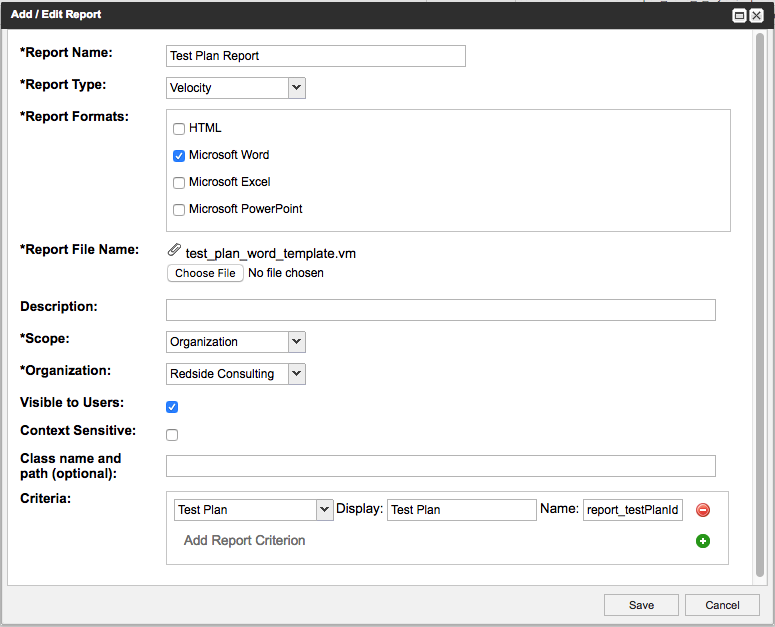 Add / Edit Report
*Report Name: Test Plan Report
*Report Type: Velocity
*Report Formats:
HTML
Microsoft Word
Microsoft Excel
Microsoft PowerPoint
*Report File Name: test_plan_word_template.vm
Choose File No file chosen
Description:
*Scope: Organization
*Organization: Redside Consulting
Visible to Users:
Context Sensitive:
Class name and
path (optional):
Criteria: Test Plan Display: Test Plan Name: report_testPlanId
Add Report Criterion
Save Cancel